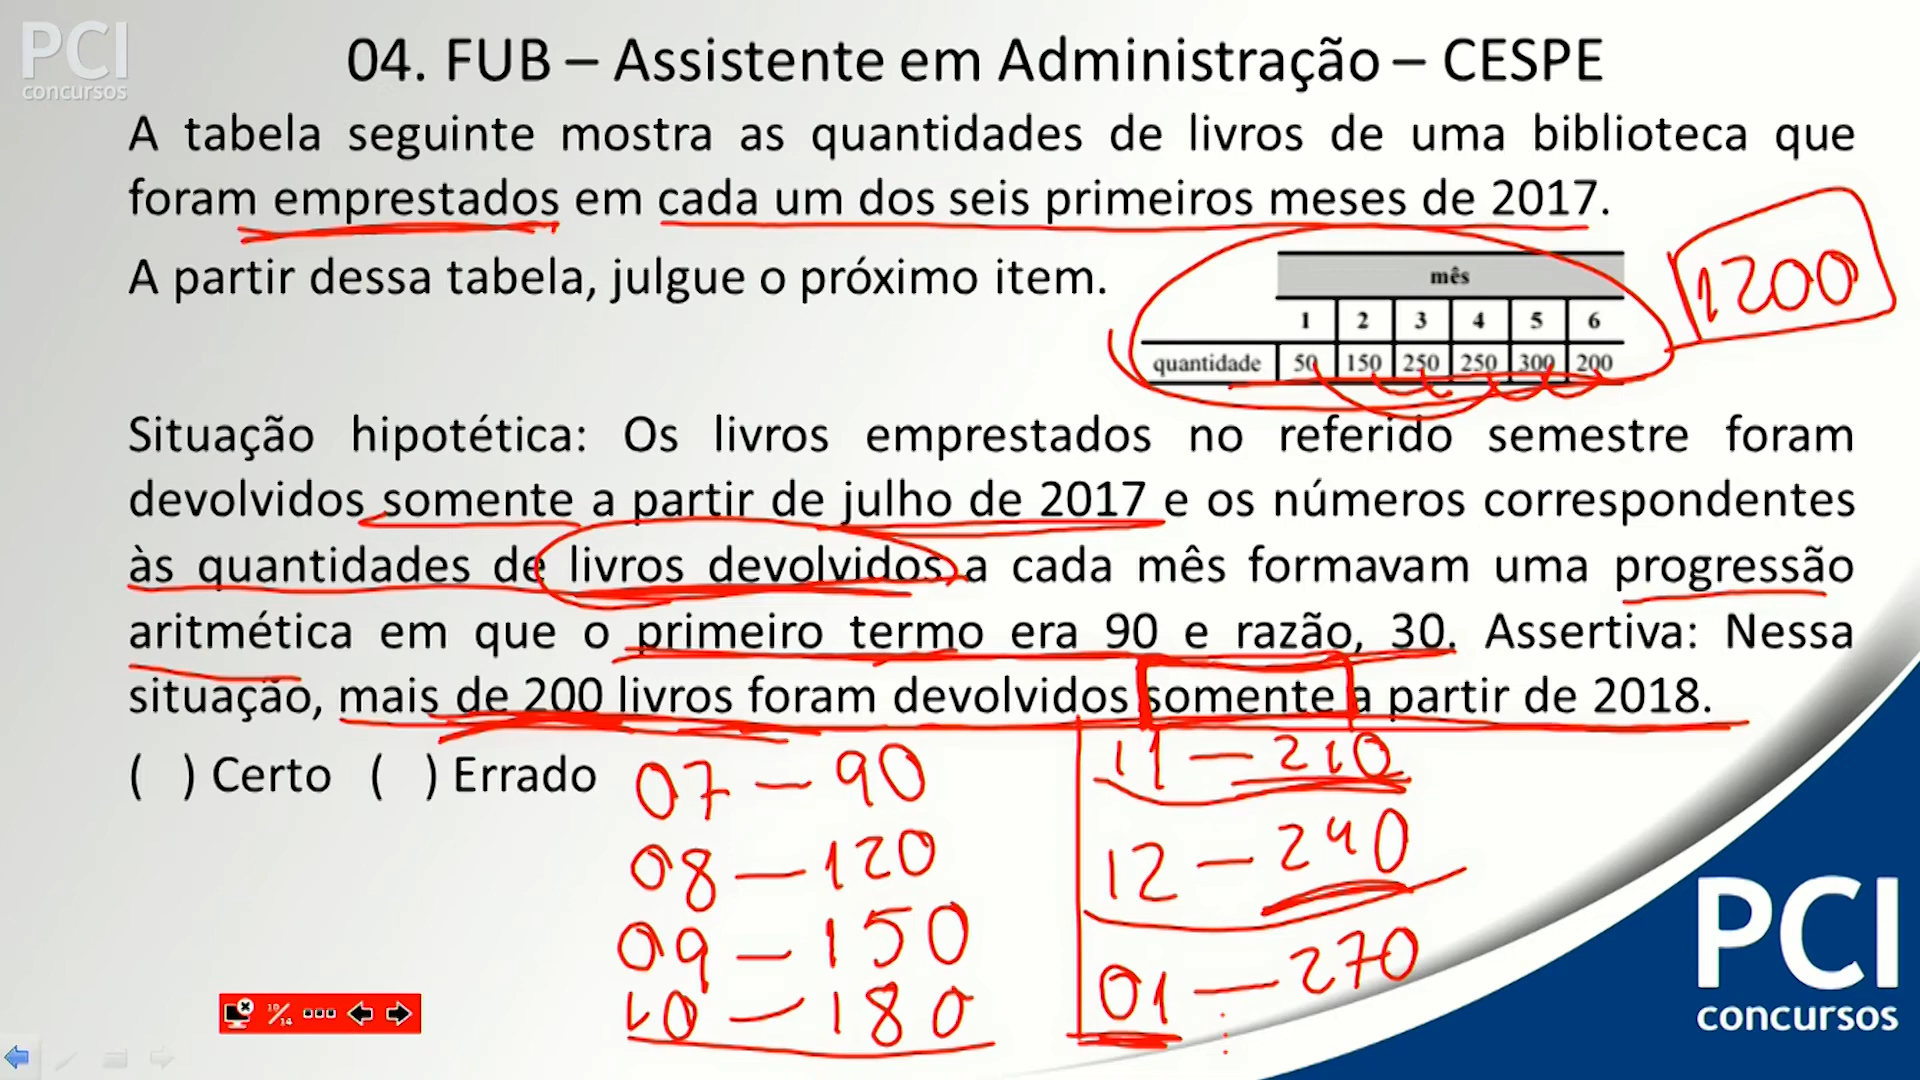 PCI
concursos
04. FUB – Assistente em Administração – CESPE
A tabela seguinte mostra as quantidades de livros de uma biblioteca que
foram emprestados em cada um dos seis primeiros meses de 2017.
A partir dessa tabela, julgue o próximo item.
mês
1 2 3 4 5 6
quantidade 50 150 250 250 300 200
1200
Situação hipotética: Os livros emprestados no referido semestre foram
devolvidos somente a partir de julho de 2017 e os números correspondentes
às quantidades de livros devolvidos a cada mês formavam uma progressão
aritmética em que o primeiro termo era 90 e razão, 30. Assertiva: Nessa
situação, mais de 200 livros foram devolvidos somente a partir de 2018.
( ) Certo ( ) Errado
07 – 90
08 – 120
09 – 150
10 – 180
11 – 210
12 – 240
01 – 270
10/14
PCI
concursos